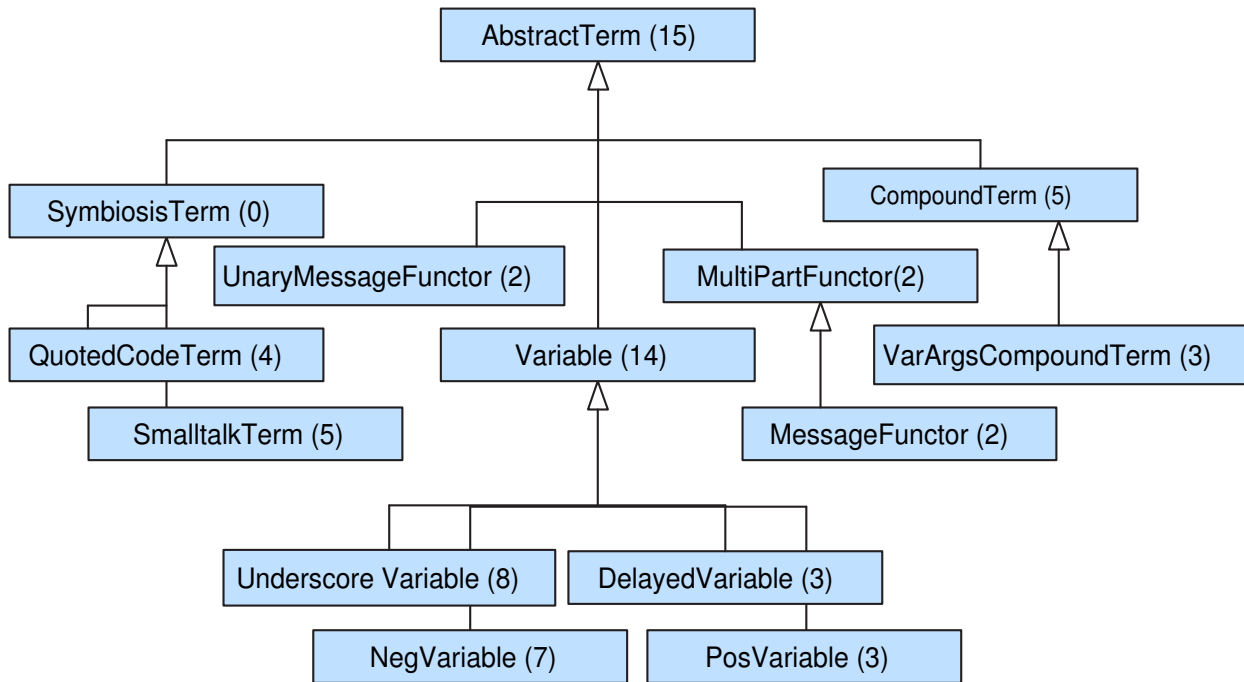 AbstractTerm (15)
SymbiosisTerm (0)
CompoundTerm (5)
UnaryMessageFunctor (2)
MultiPartFunctor(2)
QuotedCodeTerm (4)
Variable (14)
VarArgsCompoundTerm (3)
SmalltalkTerm (5)
MessageFunctor (2)
Underscore Variable (8)
DelayedVariable (3)
NegVariable (7)
PosVariable (3)